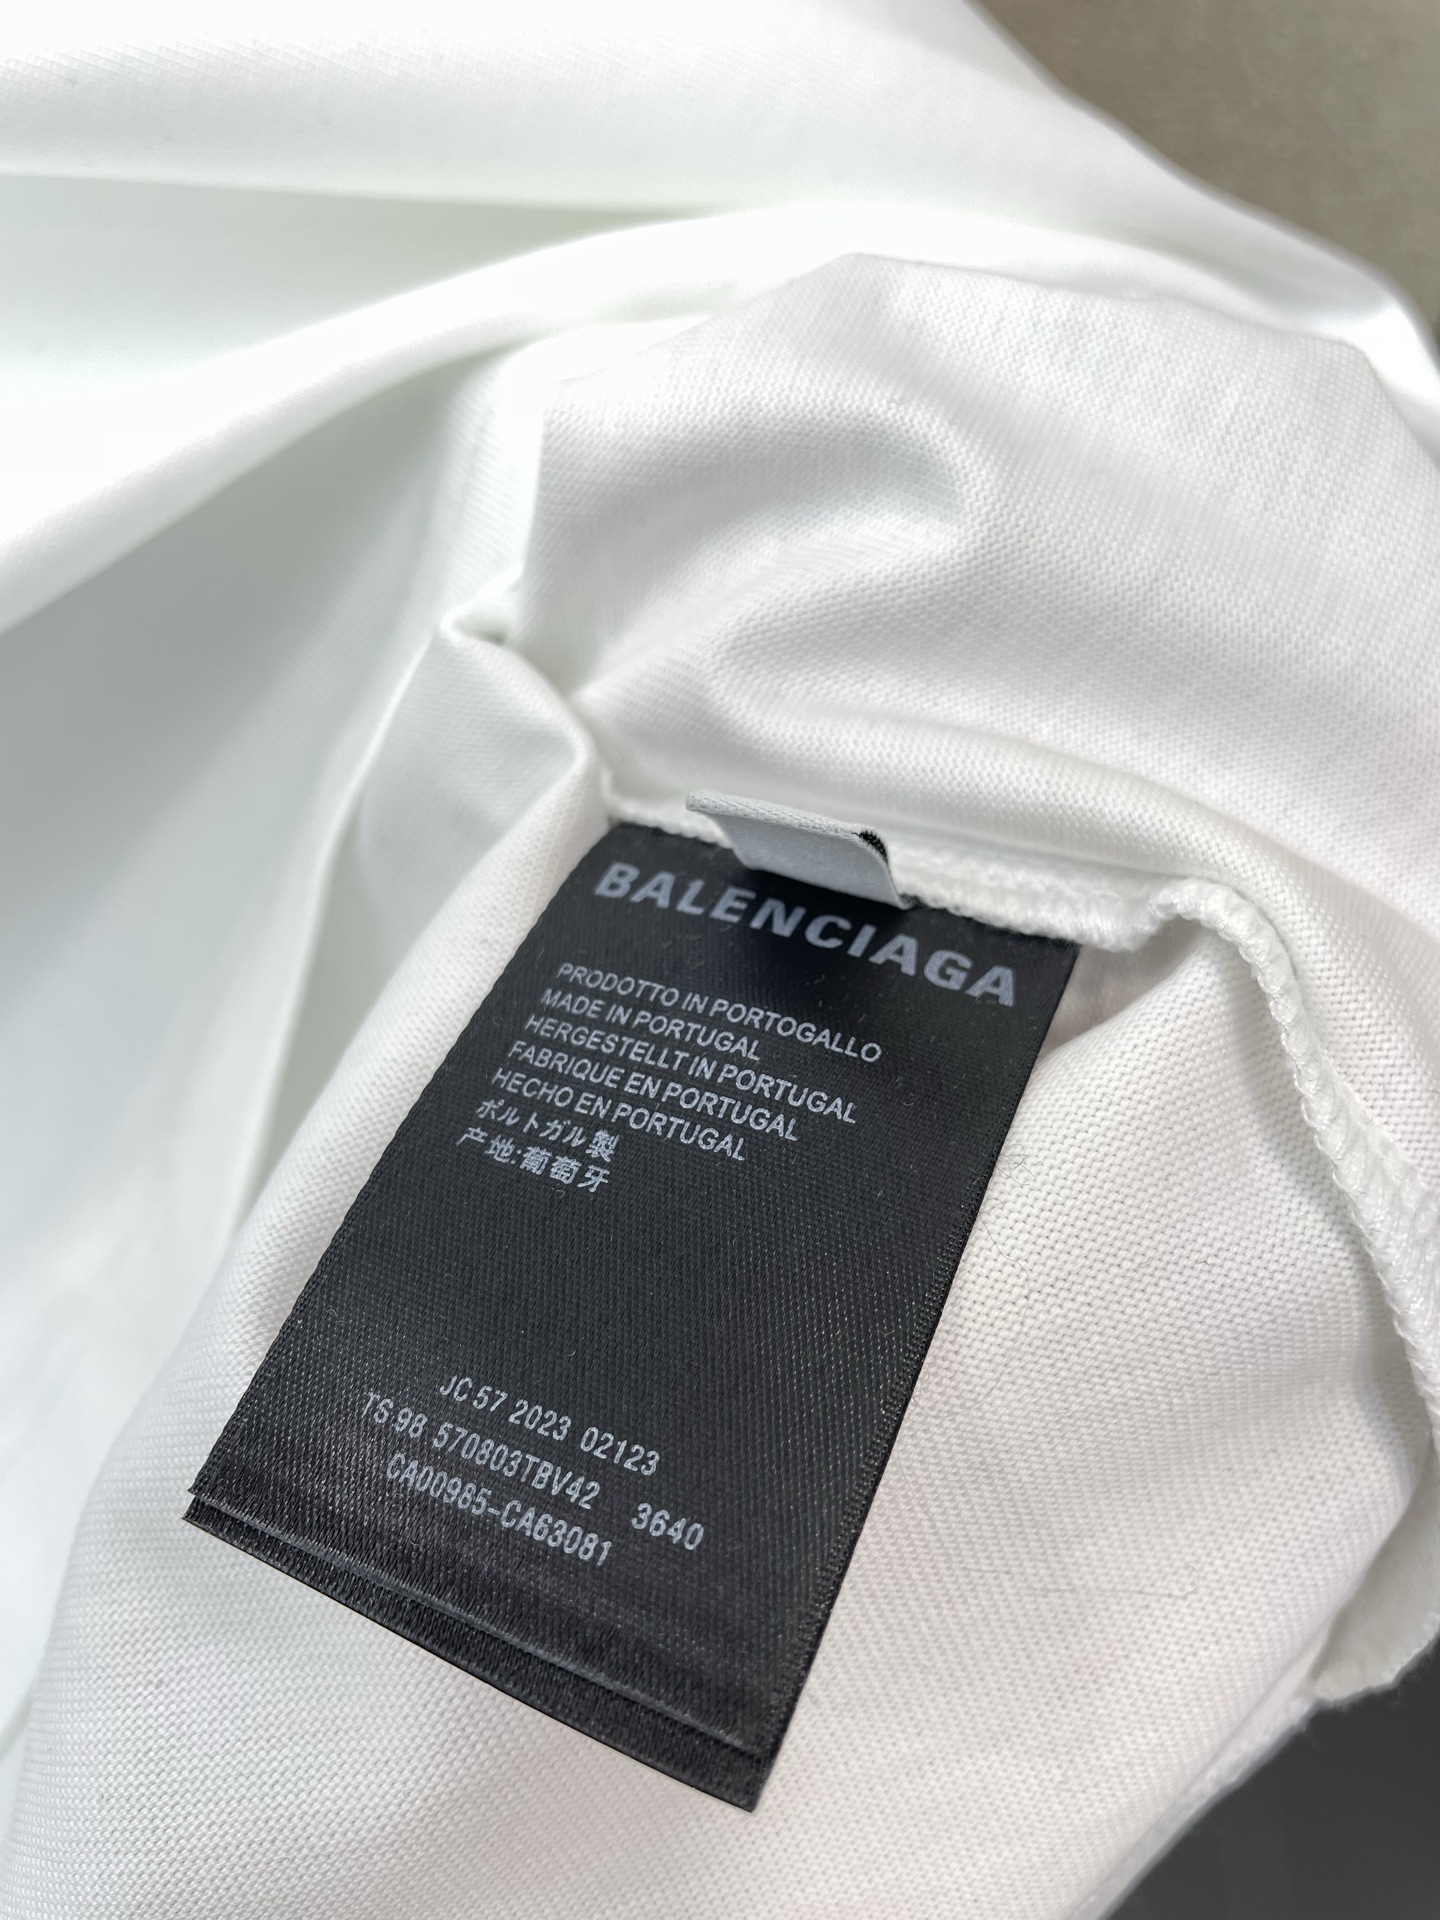 BALENCIAGA
PRODOTTO IN PORTOGALLO
MADE IN PORTUGAL
HERGESTELLT IN PORTUGAL
FABRIQUE EN PORTUGAL
HECHO EN PORTUGAL
ポルトガル製
产地:葡萄牙
JC 57 2023 02123
TS 98 570803TBV42 3640
CA00985-CA63081